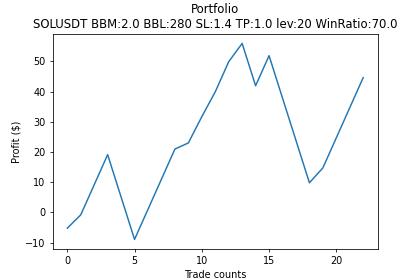 Portfolio
SOLUSDT BBM:2.0 BBL:280 SL:1.4 TP:1.0 lev:20 WinRatio:70.0
50
40
30
20
10
0
−10
Profit ($)
0 5 10 15 20
Trade counts